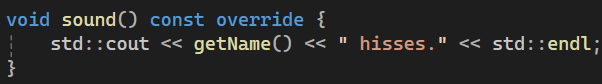 void sound() const override {
    std::cout << getName() << " hisses." << std::endl;
}